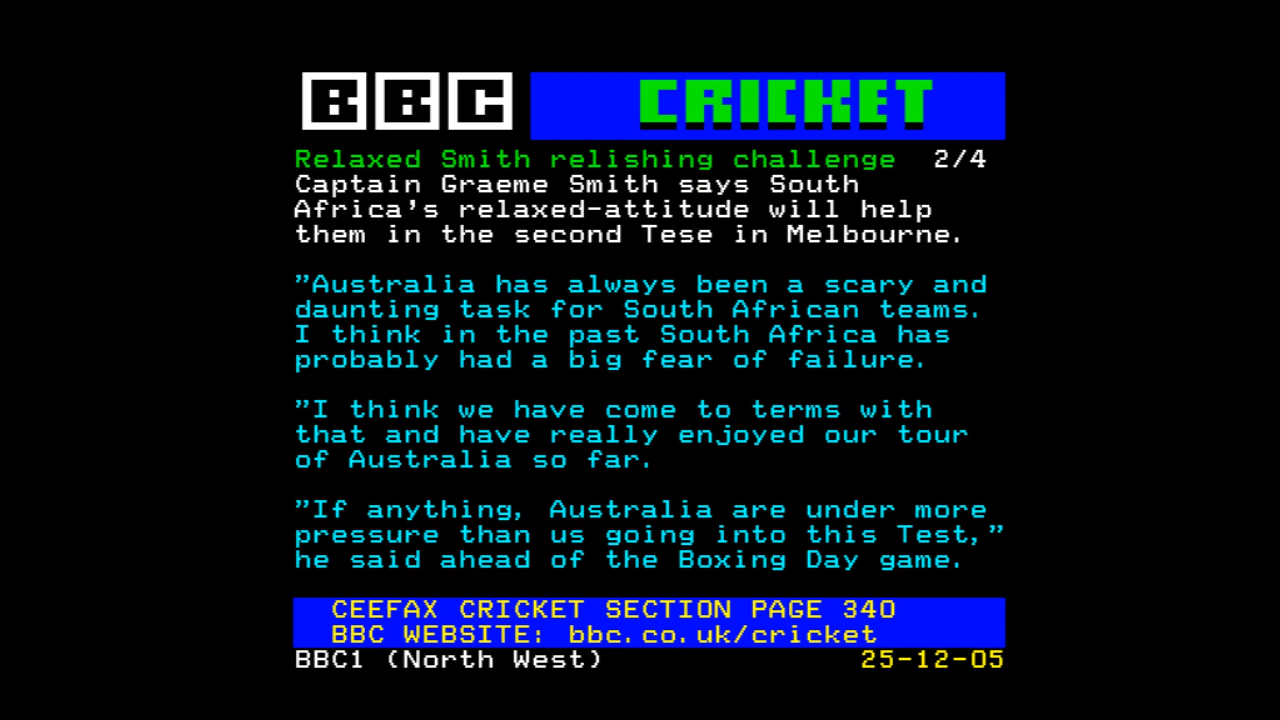 BBC CRICKET
Relaxed Smith relishing challenge 2/4
Captain Graeme Smith says South
Africa's relaxed-attitude will help
them in the second Tese in Melbourne.
"Australia has always been a scary and
daunting task for South African teams.
I think in the past South Africa has
probably had a big fear of failure.
"I think we have come to terms with
that and have really enjoyed our tour
of Australia so far.
"If anything, Australia are under more
pressure than us going into this Test,"
he said ahead of the Boxing Day game.
CEEFAX CRICKET SECTION PAGE 340
BBC WEBSITE: bbc.co.uk/cricket
BBC1 (North West) 25-12-05